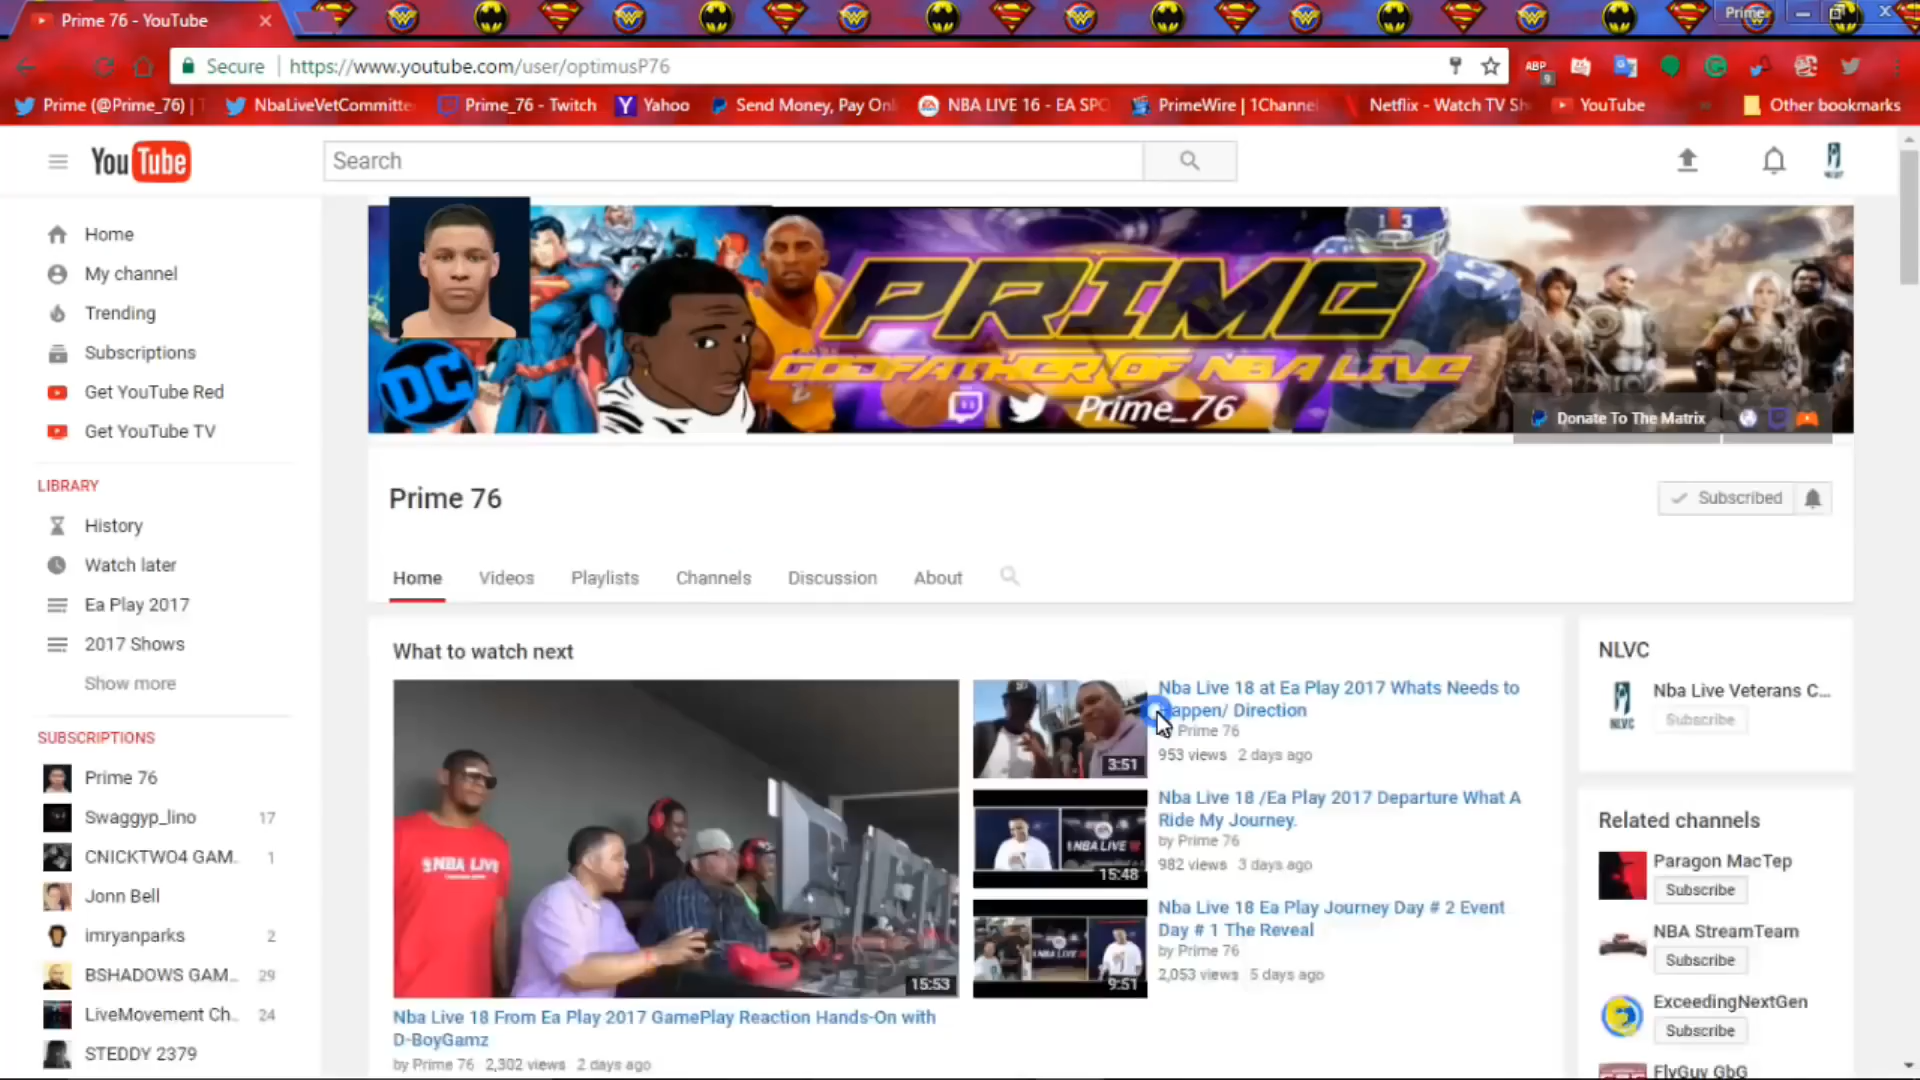 Prime 76 - YouTube
Prime
Secure
https://www.youtube.com/user/optimusP76
ABP
9
Prime (@Prime_76) | T
NbaLiveVetCommitte
Prime_76 - Twitch
Yahoo
Send Money, Pay Onl
NBA LIVE 16 - EA SPO
PrimeWire | 1Channel
Netflix - Watch TV Sh
YouTube
Other bookmarks
YouTube
Search
Home
My channel
Trending
Subscriptions
Get YouTube Red
Get YouTube TV
LIBRARY
History
Watch later
Ea Play 2017
2017 Shows
Show more
SUBSCRIPTIONS
Prime 76
Swaggyp_lino 17
CNICKTWO4 GAM.. 1
Jonn Bell
imryanparks 2
BSHADOWS GAM... 29
LiveMovement Ch.. 24
STEDDY 2379
DC
PRIME
GODFATHER OF NBA LIVE
Prime_76
13
Donate To The Matrix
Prime 76
Subscribed
Home
Videos
Playlists
Channels
Discussion
About
What to watch next
NBA LIVE
15:53
Nba Live 18 From Ea Play 2017 GamePlay Reaction Hands-On with
D-BoyGamz
by Prime 76 2,302 views 2 days ago
3:51
Nba Live 18 at Ea Play 2017 Whats Needs to
appen/ Direction
Prime 76
953 views 2 days ago
NBA LIVE
15:48
Nba Live 18 /Ea Play 2017 Departure What A
Ride My Journey.
by Prime 76
982 views 3 days ago
NBA LIVE
9:51
Nba Live 18 Ea Play Journey Day # 2 Event
Day # 1 The Reveal
by Prime 76
2,053 views 5 days ago
NLVC
NLVC
Nba Live Veterans C...
Subscribe
Related channels
Paragon MacTep
Subscribe
NBA StreamTeam
Subscribe
ExceedingNextGen
Subscribe
FlyGuy GbG